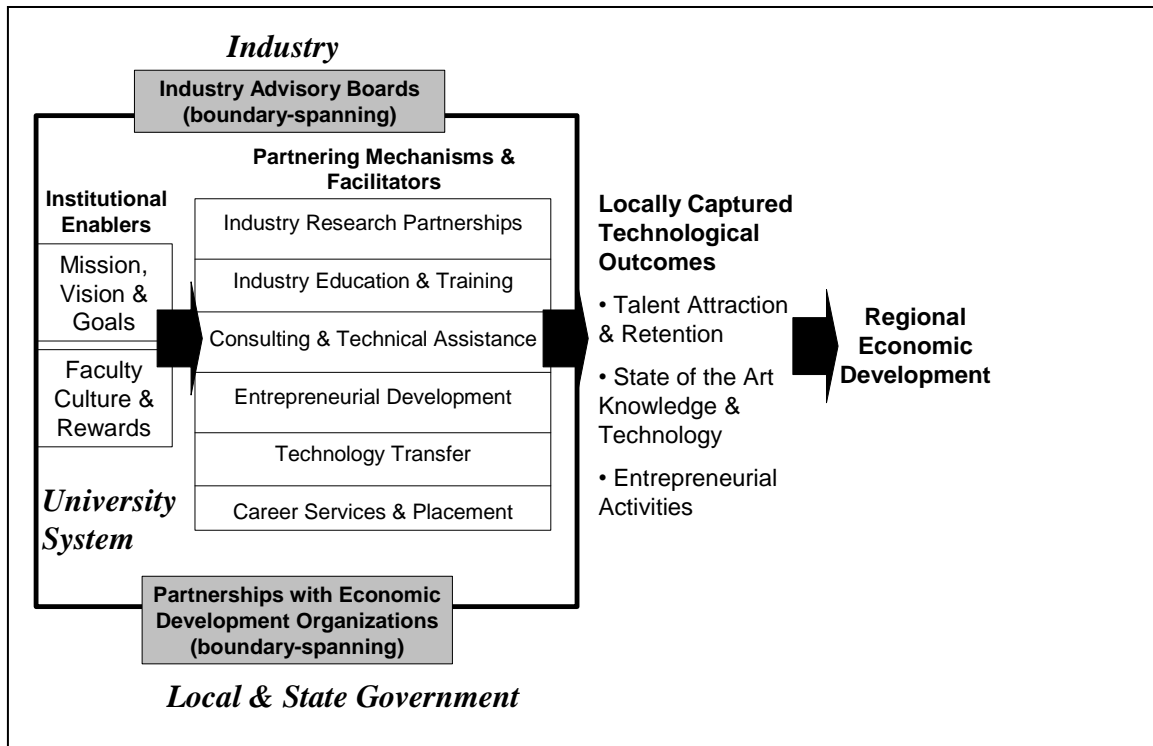 Industry
Industry Advisory Boards
(boundary-spanning)
Partnering Mechanisms &
Facilitators
Institutional
Enablers
Mission,
Vision &
Goals
Faculty
Culture &
Rewards
Industry Research Partnerships
Industry Education & Training
Consulting & Technical Assistance
Entrepreneurial Development
Technology Transfer
Career Services & Placement
University
System
Locally Captured
Technological
Outcomes
• Talent Attraction
& Retention
• State of the Art
Knowledge &
Technology
• Entrepreneurial
Activities
Regional
Economic
Development
Partnerships with Economic
Development Organizations
(boundary-spanning)
Local & State Government